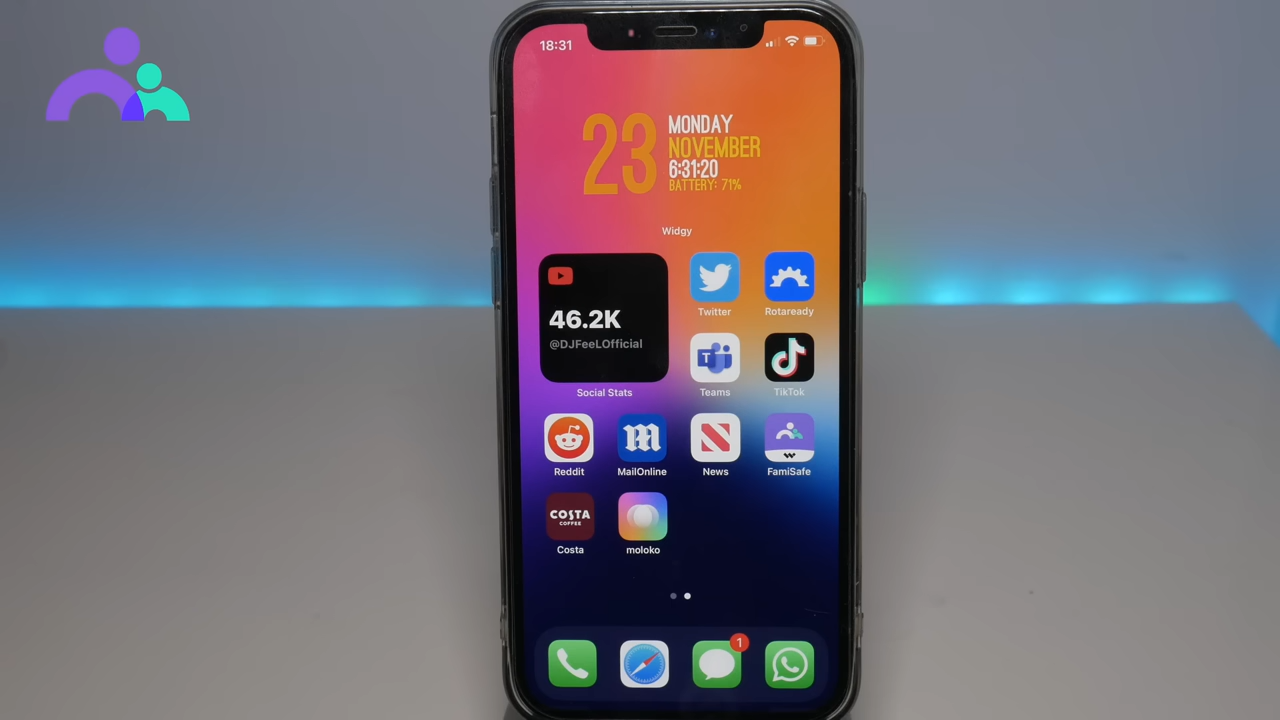 18:31
23
MONDAY
NOVEMBER
6:31:20
BATTERY: 71%
Widgy
46.2K
@DJFeeLOfficial
Social Stats
Twitter
Rotaready
T
Teams
TikTok
Reddit
MailOnline
News
FamiSafe
COSTA
COFFEE
Costa
moloko
1